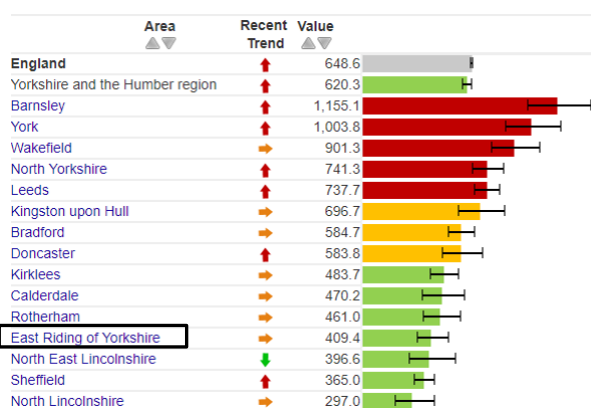 Area Recent Trend Value
England 648.6
Yorkshire and the Humber region 620.3
Barnsley 1,155.1
York 1,003.8
Wakefield 901.3
North Yorkshire 741.3
Leeds 737.7
Kingston upon Hull 696.7
Bradford 584.7
Doncaster 583.8
Kirklees 483.7
Calderdale 470.2
Rotherham 461.0
East Riding of Yorkshire 409.4
North East Lincolnshire 396.6
Sheffield 365.0
North Lincolnshire 297.0